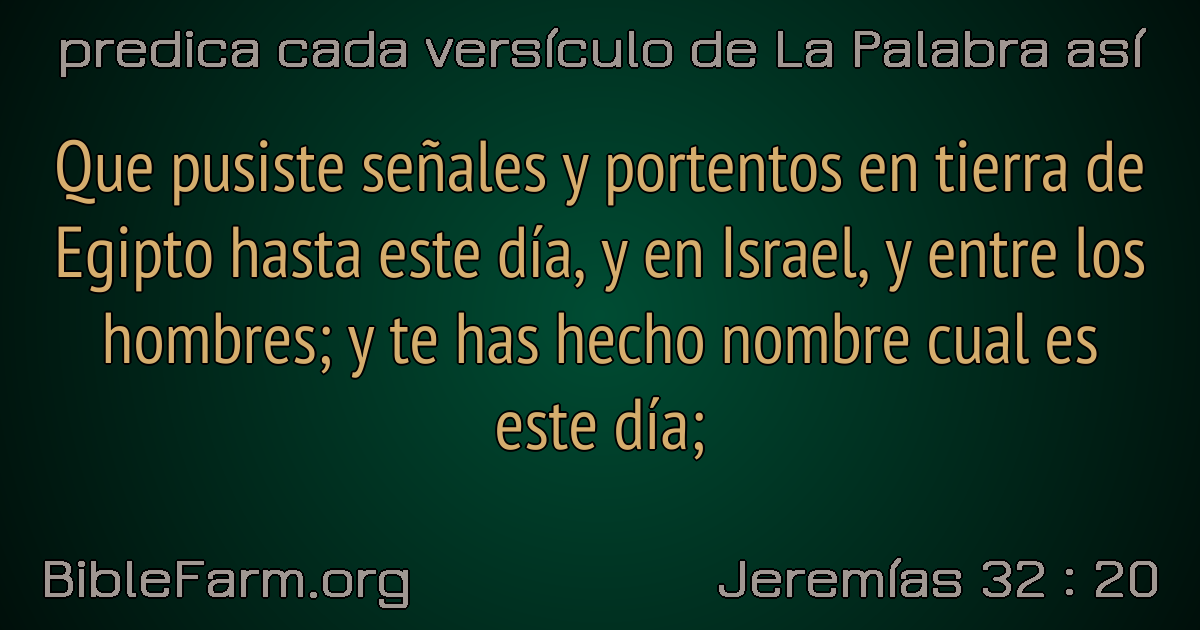 predica cada versículo de La Palabra así
Que pusiste señales y portentos en tierra de
Egipto hasta este día, y en Israel, y entre los
hombres; y te has hecho nombre cual es
este día;
BibleFarm.org
Jeremías 32 : 20